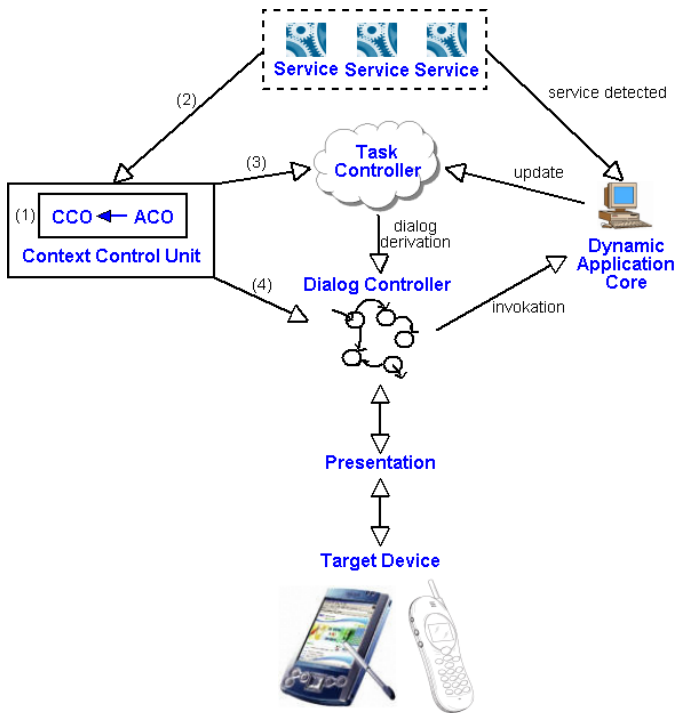 Service Service Service
(2)
service detected
(3)
Task
Controller
update
(1)
CCO ACO
Context Control Unit
dialog
derivation
Dynamic
Application
Core
(4)
Dialog Controller
invokation
Presentation
Target Device